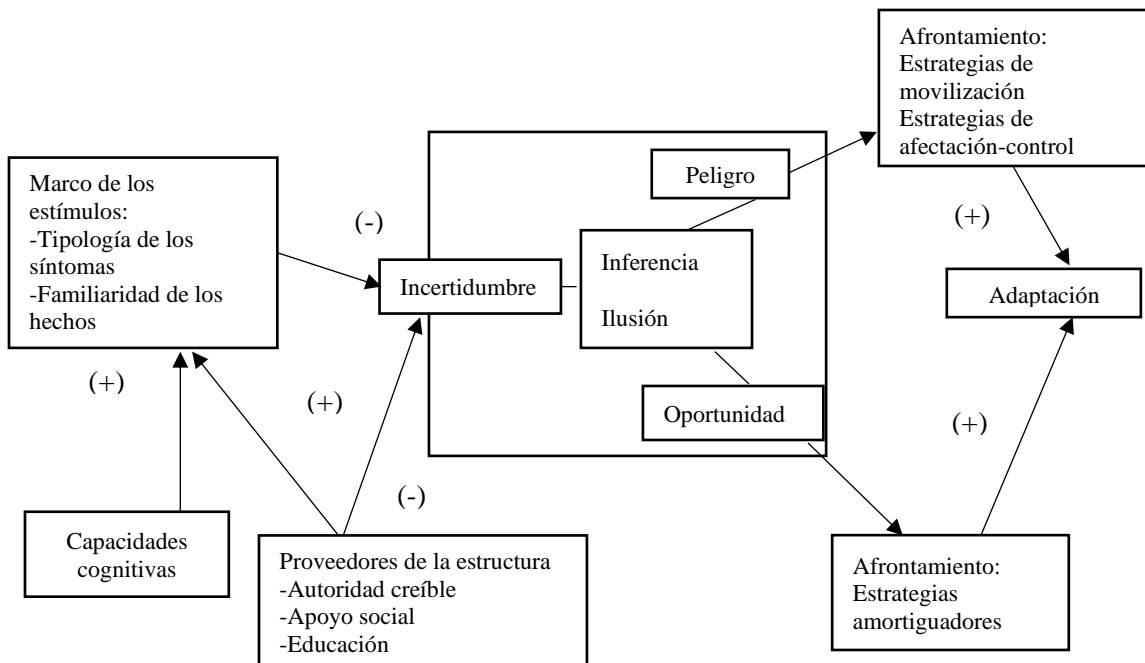 Afrontamiento:
Estrategias de
movilización
Estrategias de
afectación-control
Marco de los
estímulos:
-Tipología de los
síntomas
-Familiaridad de los
hechos
(-)
Peligro
(+)
Incertidumbre
Inferencia
Ilusión
Adaptación
(+)
(+)
Oportunidad
(+)
(-)
Capacidades
cognitivas
Proveedores de la estructura
-Autoridad creíble
-Apoyo social
-Educación
Afrontamiento:
Estrategias
amortiguadores